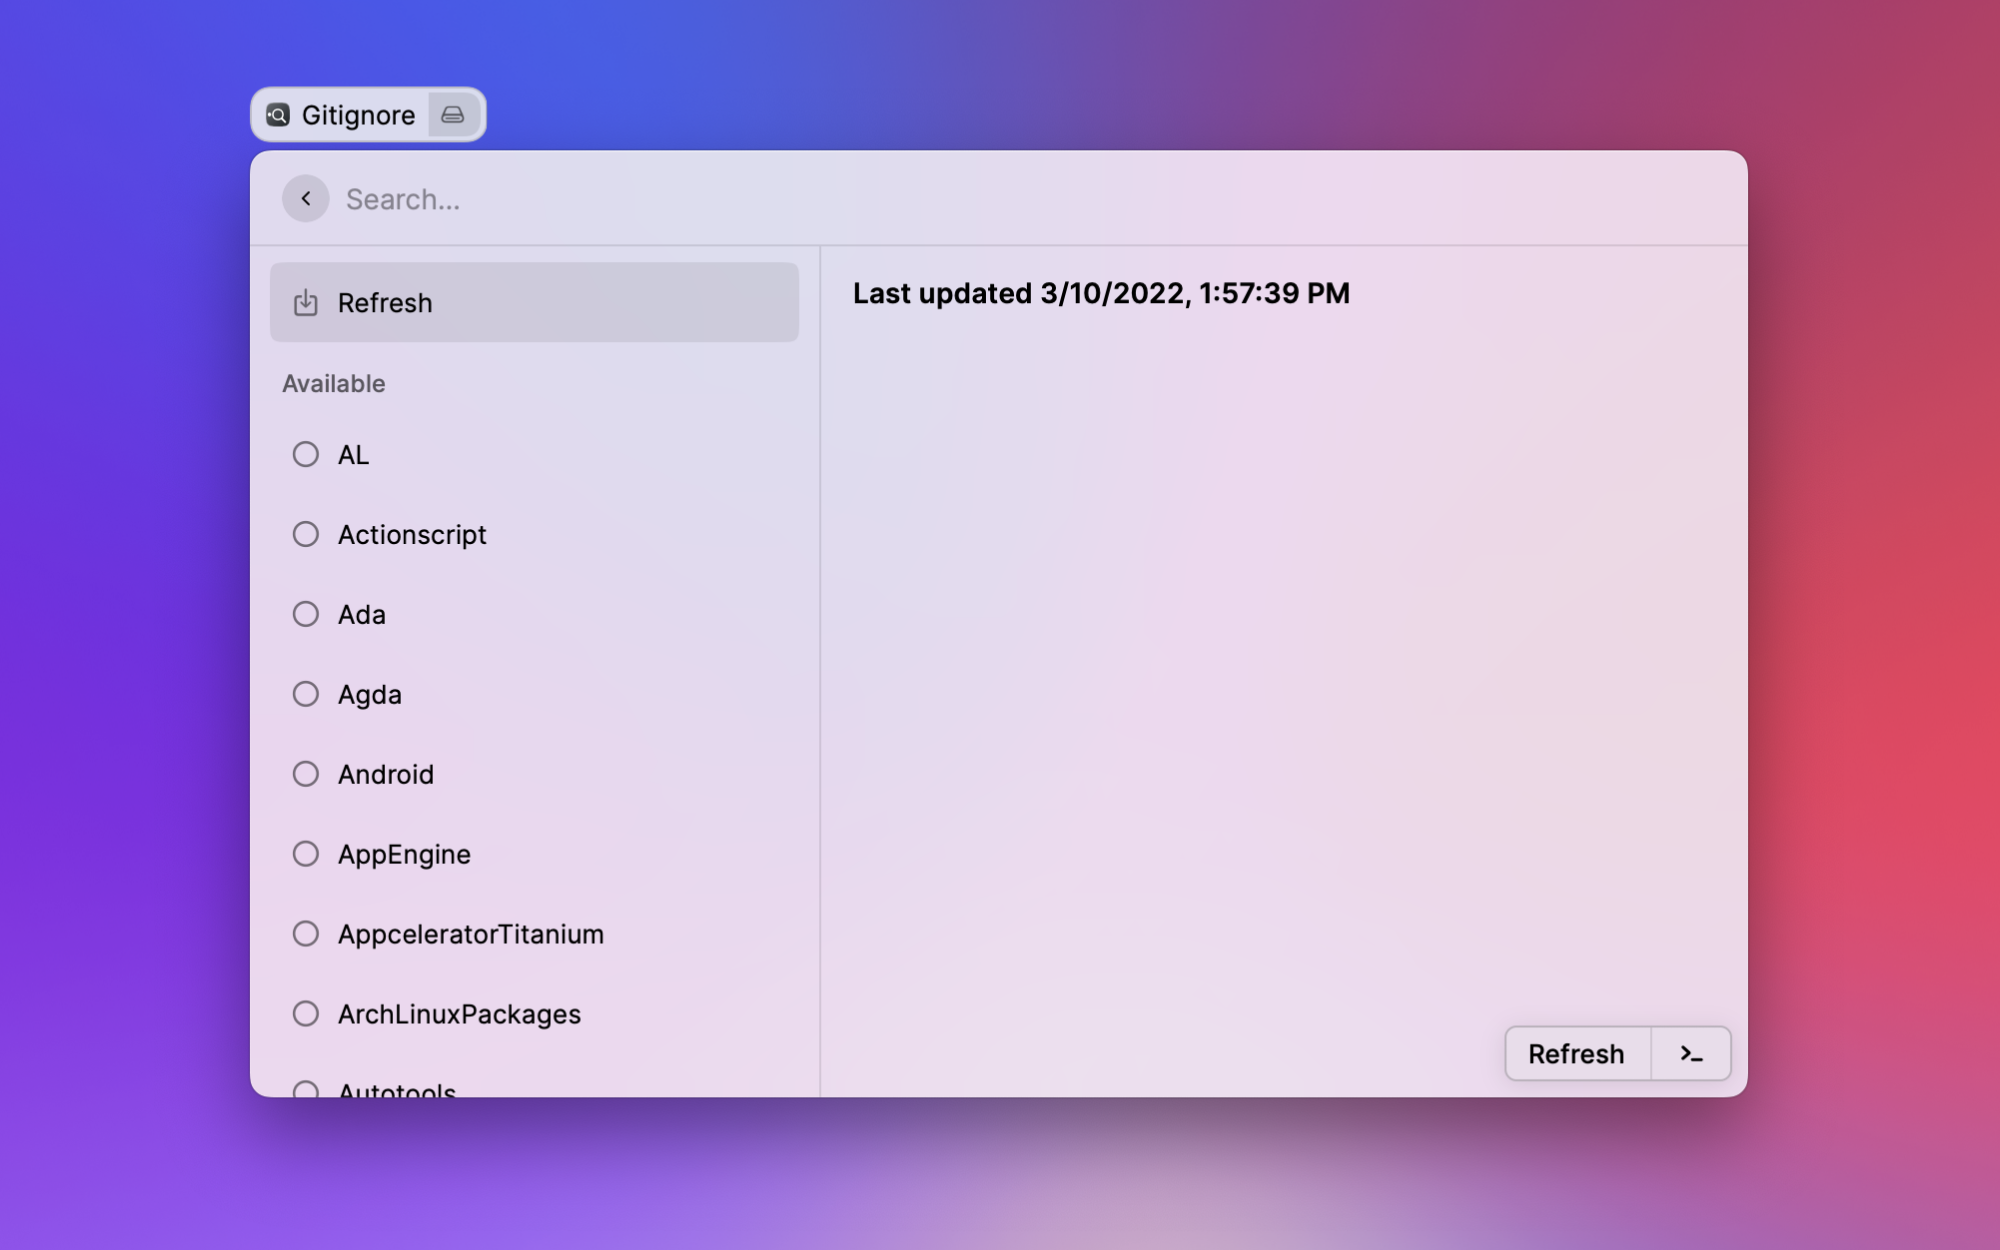 Gitignore
Search...
Refresh
Last updated 3/10/2022, 1:57:39 PM
Available
AL
Actionscript
Ada
Agda
Android
AppEngine
AppceleratorTitanium
ArchLinuxPackages
Autotools
Refresh